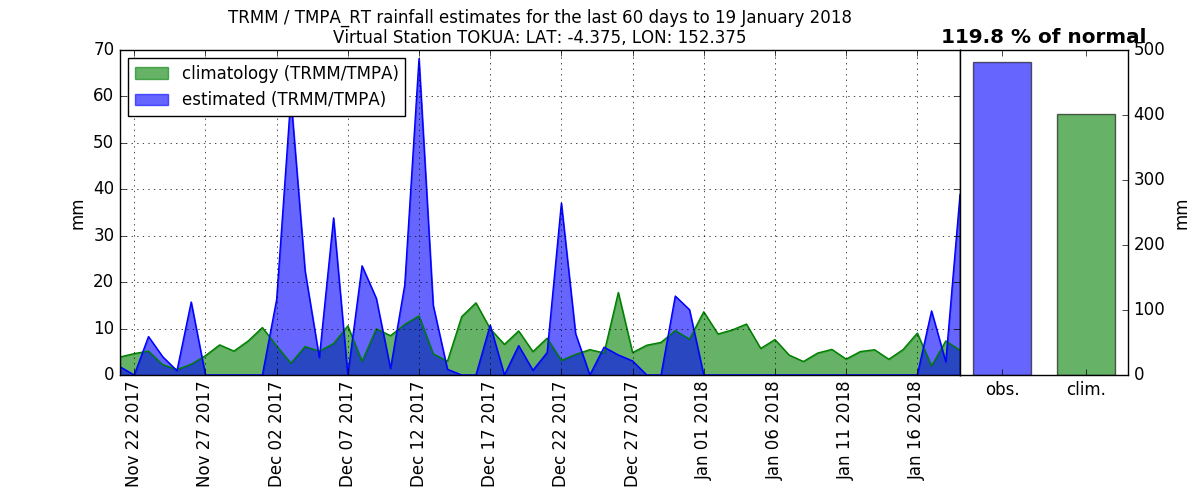 TRMM / TMPA_RT rainfall estimates for the last 60 days to 19 January 2018
Virtual Station TOKUA: LAT: -4.375, LON: 152.375
119.8 % of normal
climatology (TRMM/TMPA)
estimated (TRMM/TMPA)
70
60
50
40
30
20
10
0
mm
Nov 22 2017
Nov 27 2017
Dec 02 2017
Dec 07 2017
Dec 12 2017
Dec 17 2017
Dec 22 2017
Dec 27 2017
Jan 01 2018
Jan 06 2018
Jan 11 2018
Jan 16 2018
obs.
clim.
500
400
300
200
100
0
mm